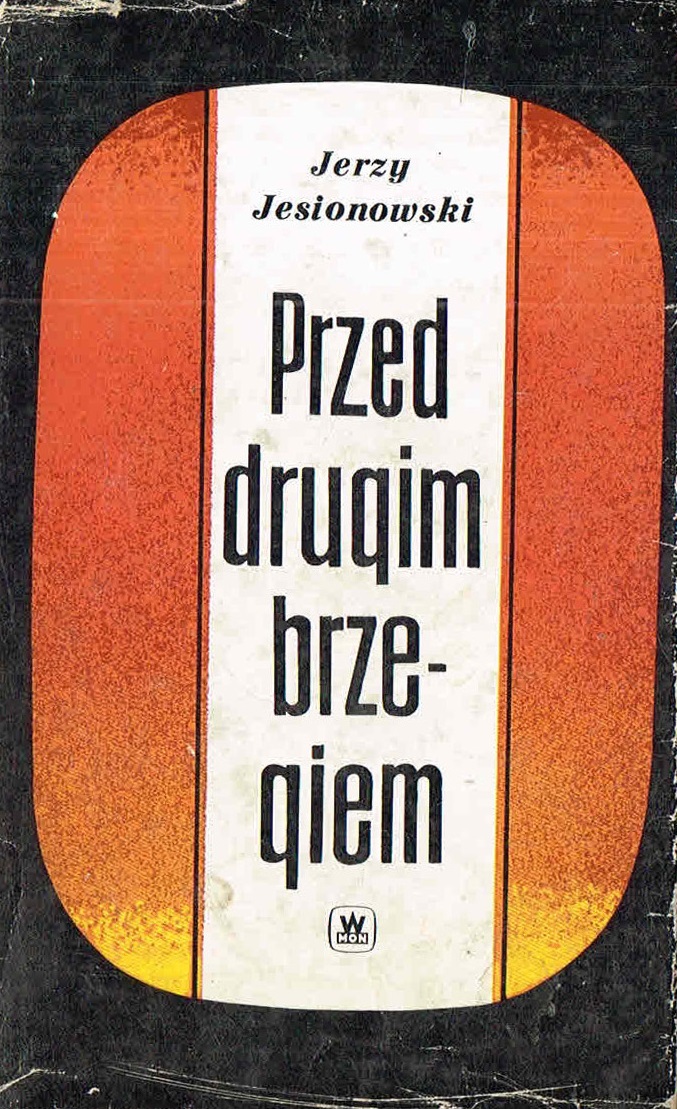 Jerzy
Jesionowski
Przed
drugim
brze-
giem
W
MON